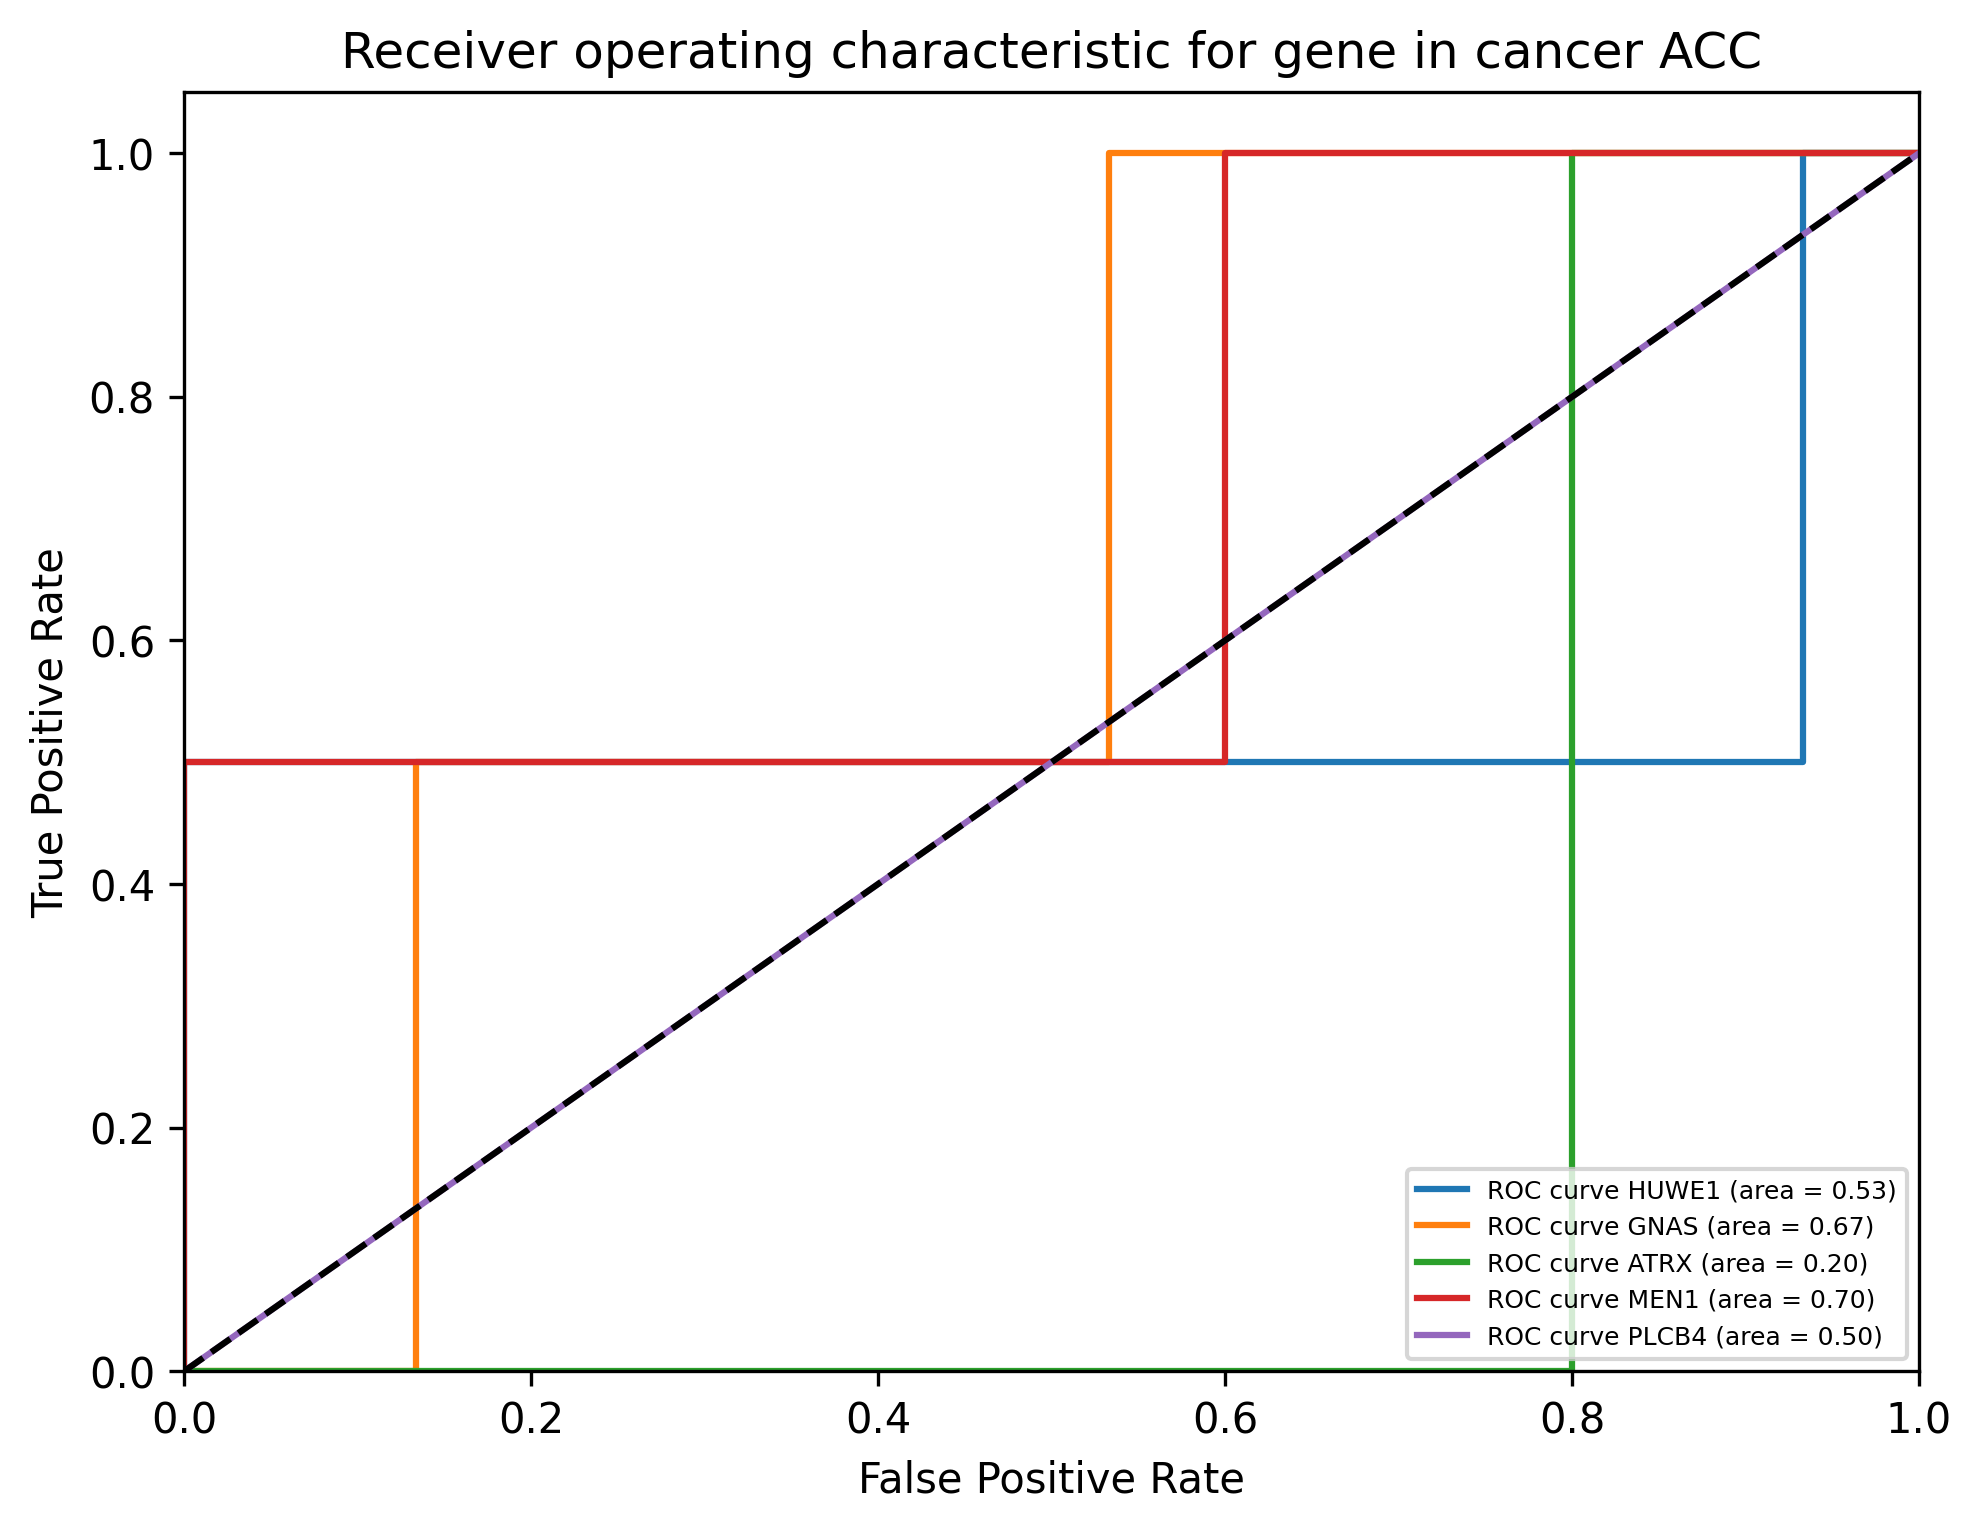 Receiver operating characteristic for gene in cancer ACC
True Positive Rate
1.0
0.8
0.6
0.4
0.2
0.0
0.0 0.2 0.4 0.6 0.8 1.0
False Positive Rate
ROC curve HUWE1 (area = 0.53)
ROC curve GNAS (area = 0.67)
ROC curve ATRX (area = 0.20)
ROC curve MEN1 (area = 0.70)
ROC curve PLCB4 (area = 0.50)